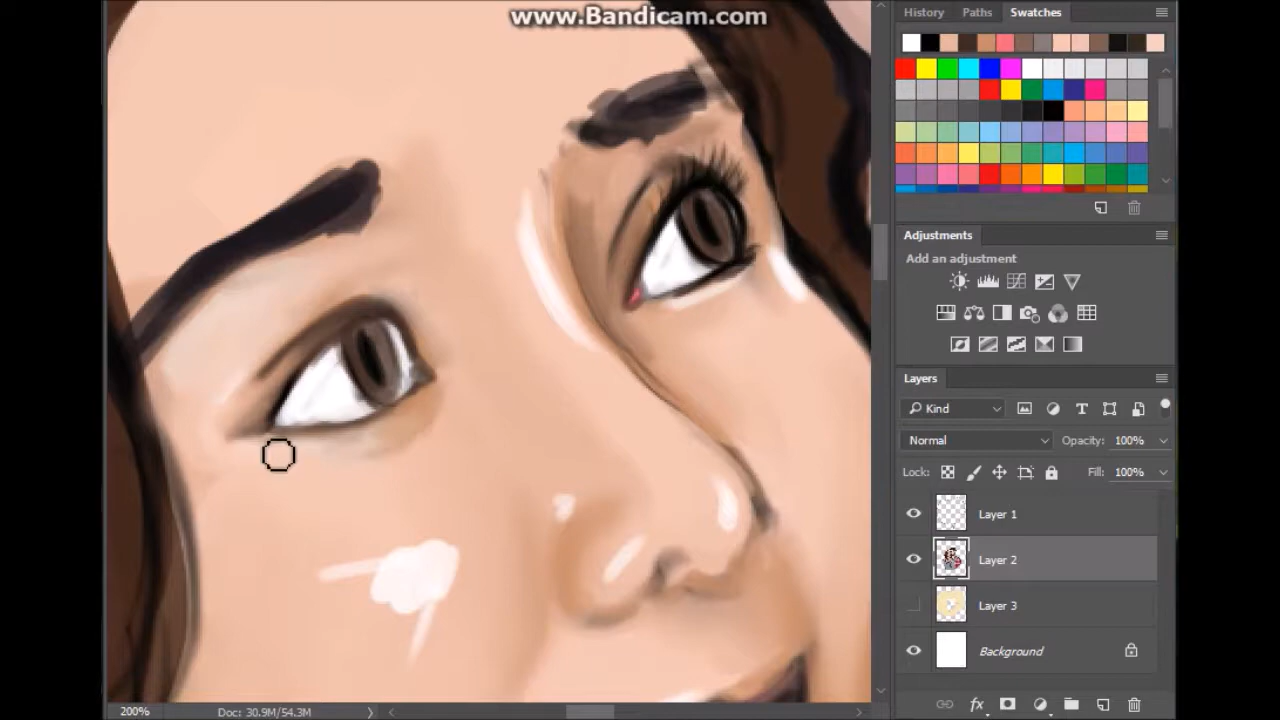 www.Bandicam.com
History Paths Swatches
Adjustments
Add an adjustment
Layers
Kind
Normal Opacity: 100%
Lock: Fill: 100%
Layer 1
Layer 2
Layer 3
Background
fx
200% Doc: 30.9M/54.3M